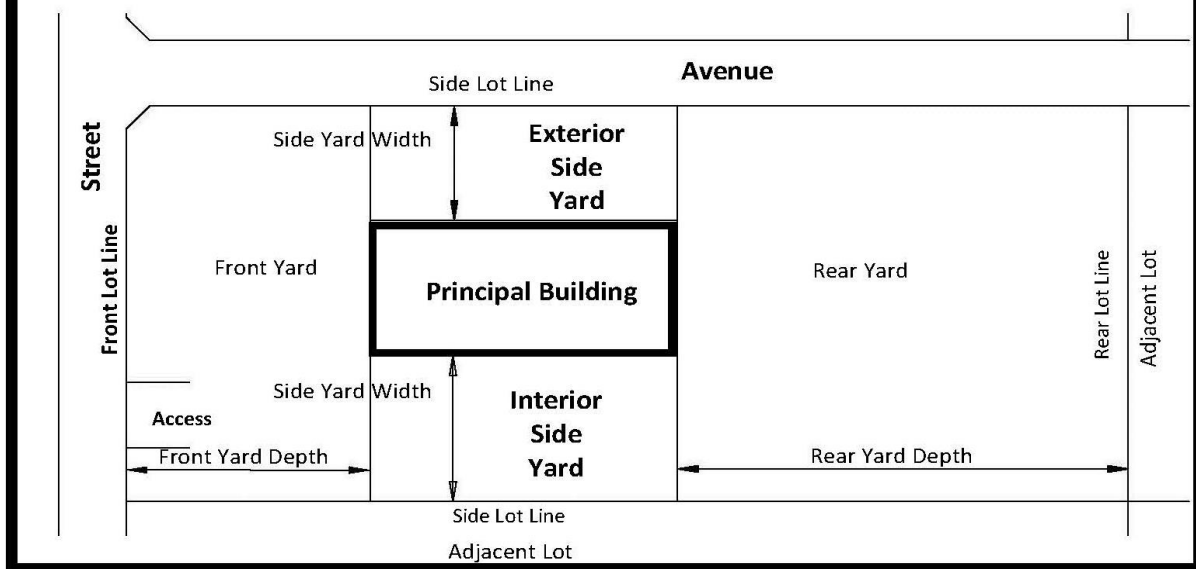 Avenue
Side Lot Line
Street
Side Yard Width
Exterior
Side
Yard
Front Lot Line
Front Yard
Principal Building
Rear Yard
Rear Lot Line
Adjacent Lot
Side Yard Width
Interior
Side
Yard
Access
Front Yard Depth
Rear Yard Depth
Side Lot Line
Adjacent Lot